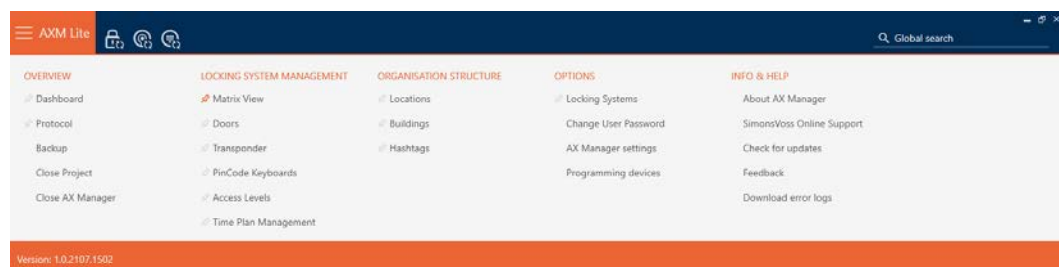 AXM Lite
Global search
OVERVIEW
Dashboard
Protocol
Backup
Close Project
Close AX Manager
LOCKING SYSTEM MANAGEMENT
Matrix View
Doors
Transponder
PinCode Keyboards
Access Levels
Time Plan Management
ORGANISATION STRUCTURE
Locations
Buildings
Hashtags
OPTIONS
Locking Systems
Change User Password
AX Manager settings
Programming devices
INFO & HELP
About AX Manager
SimonsVoss Online Support
Check for updates
Feedback
Download error logs
Version: 1.0.2107.1502